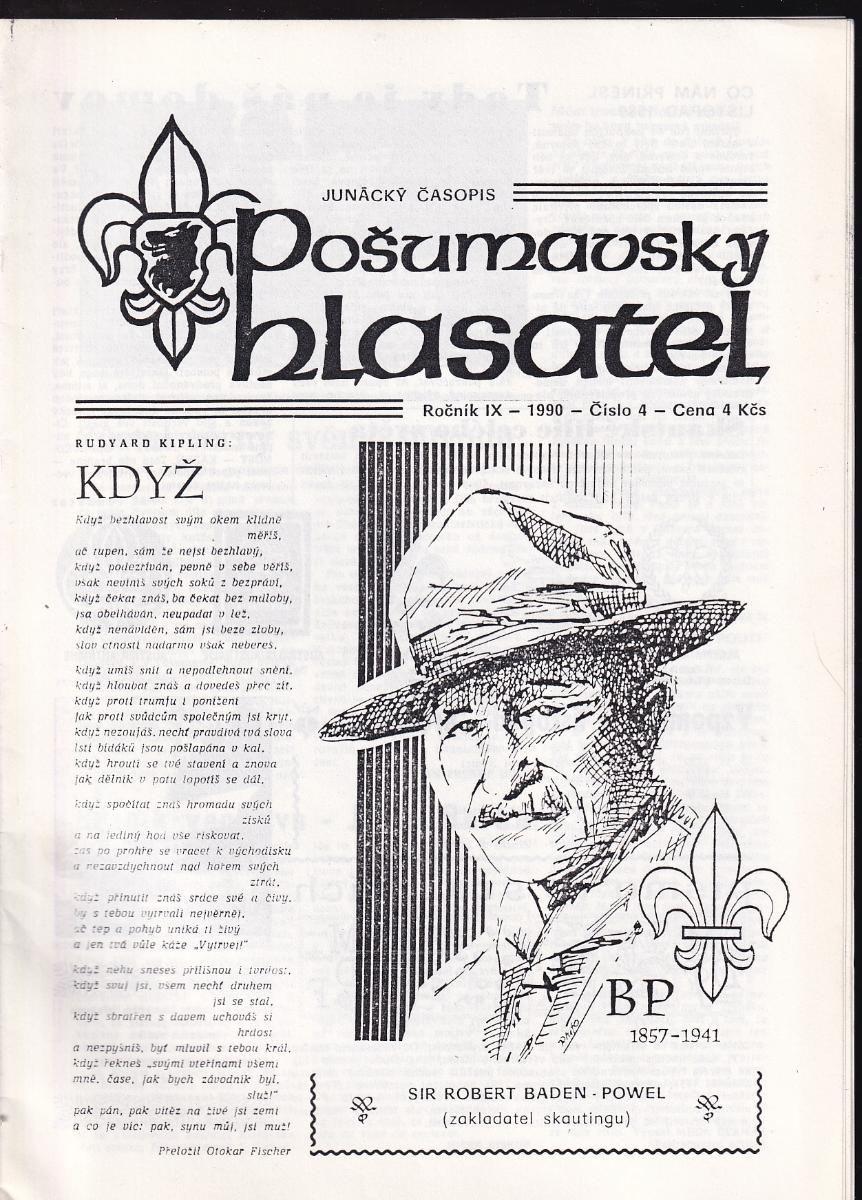 JUNÁCKÝ ČASOPIS
Pošumavský
hlasatel
Ročník IX – 1990 – Číslo 4 – Cena 4 Kčs
RUDYARD KIPLING:
KDYŽ
Když bezhlavost svým okem klidně
měříš,
ač tupen, sám že nejsi bezhlavý,
když podezříván, pevně v sebe věříš,
však neviníš svých soků z bezpráví,
když čekat znáš, ba čekat bez mdloby,
jsa obelháván, neupadat v lež,
když nenáviděn, sám jsi beze zloby,
slov ctnosti nadarmo však nebereš.
když umíš snít a nepodlehnout snění,
když hloubat znáš a dovedeš přec žít,
když proti trumfu i ponížení
jak proti svůdcům společným jsi kryt,
když nezoufáš, nechť pravdivá tvá slova
lstí bídáků jsou pošlapána v kal,
když hroutí se tvé stavení a znova
jak dělník v potu lopotíš se dál,
když spočítat znáš hromadu svých
zisků
a na jediný hod vše riskovat,
zas po prohře se vracet k východisku
a nezavzdychnout nad hořem svých
ztrát,
když přinutit znáš srdce své a čivy,
by s tebou vytrvali nejvěrněj,
ač tep a pohyb uniká ti živý
a jen tvá vůle káže „Vytrvej!"
když něhu sneseš přílišnou i tvrdost,
když svůj jsi, všem nechť druhem
jsi se stal,
když sbratřen s davem uchováš si
hrdost
a nezpyšníš, byť mluvil s tebou král,
když řekneš „svými vteřinami všemi
mně, čase, jak bych závodník byl,
služ!"
pak pán, pak vítěz na živé jsi zemi
a co je víc: pak, synu můj, jsi muž!
Přeložil Otokar Fischer
BP
1857–1941
SIR ROBERT BADEN - POWEL
(zakladatel skautingu)